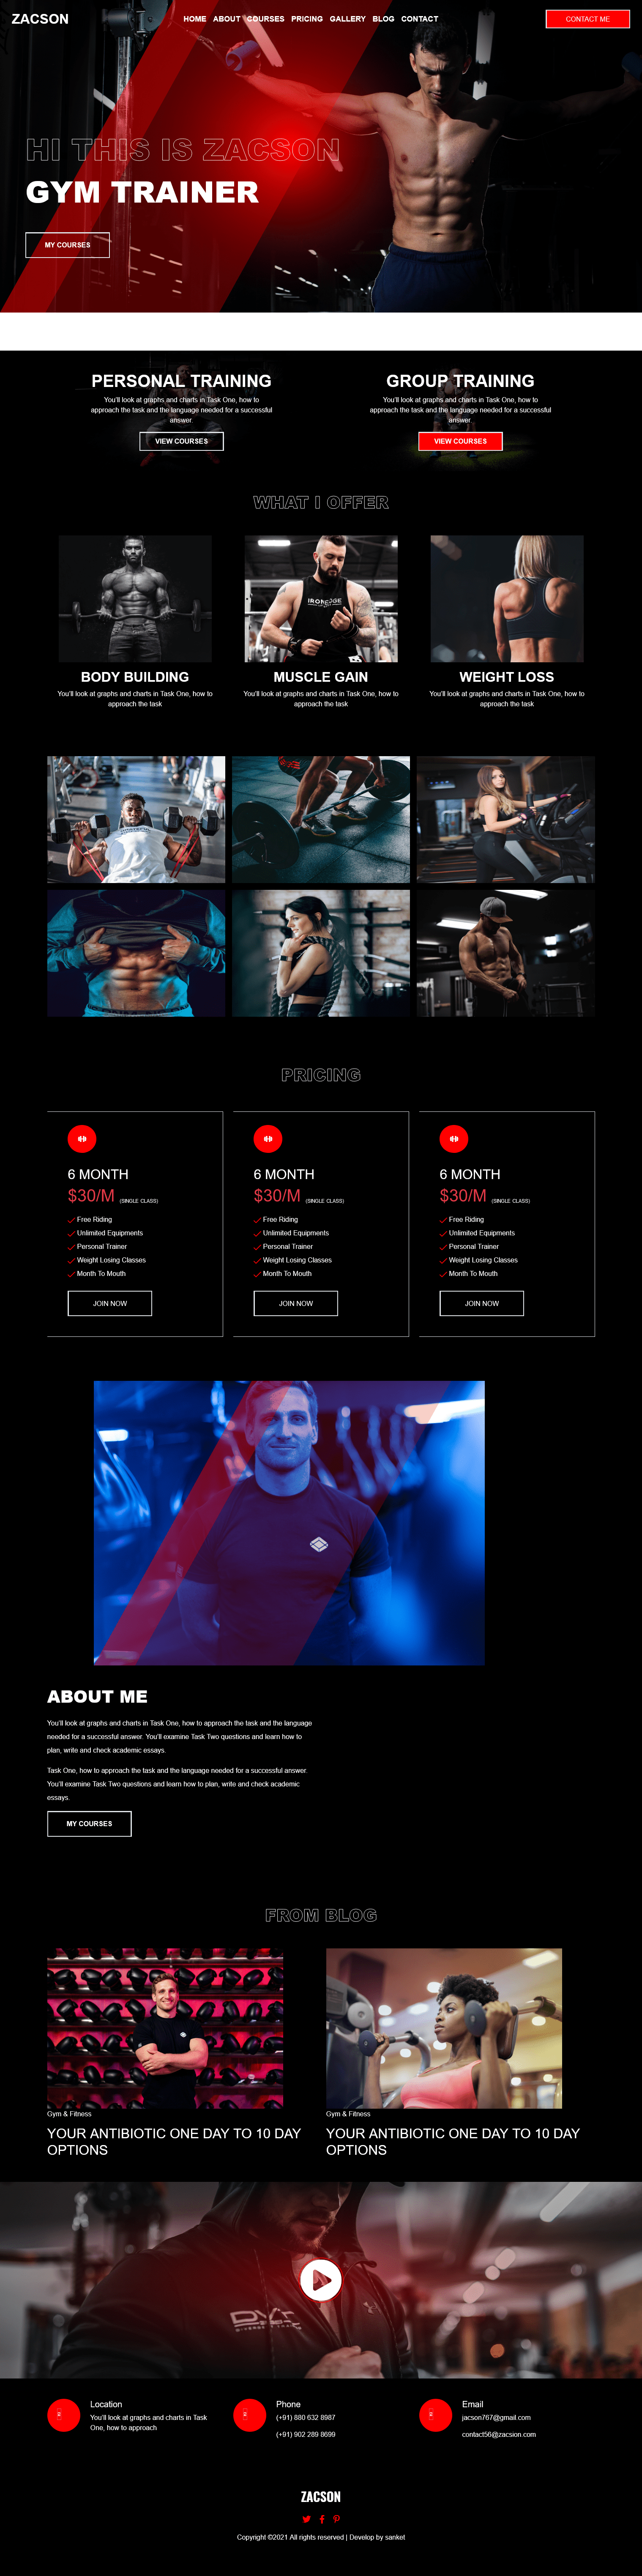 ZACSON
HOME ABOUT COURSES PRICING GALLERY BLOG CONTACT
CONTACT ME
HI THIS IS ZACSON
GYM TRAINER
MY COURSES
PERSONAL TRAINING
You'll look at graphs and charts in Task One, how to
approach the task and the language needed for a successful
answer.
VIEW COURSES
GROUP TRAINING
You'll look at graphs and charts in Task One, how to
approach the task and the language needed for a successful
answer.
VIEW COURSES
WHAT I OFFER
IRONEDGE
BODY BUILDING
You'll look at graphs and charts in Task One, how to
approach the task
MUSCLE GAIN
You'll look at graphs and charts in Task One, how to
approach the task
WEIGHT LOSS
You'll look at graphs and charts in Task One, how to
approach the task
PRICING
6 MONTH
$30/M (SINGLE CLASS)
Free Riding
Unlimited Equipments
Personal Trainer
Weight Losing Classes
Month To Mouth
JOIN NOW
6 MONTH
$30/M (SINGLE CLASS)
Free Riding
Unlimited Equipments
Personal Trainer
Weight Losing Classes
Month To Mouth
JOIN NOW
6 MONTH
$30/M (SINGLE CLASS)
Free Riding
Unlimited Equipments
Personal Trainer
Weight Losing Classes
Month To Mouth
JOIN NOW
ABOUT ME
You'll look at graphs and charts in Task One, how to approach the task and the language
needed for a successful answer. You'll examine Task Two questions and learn how to
plan, write and check academic essays.
Task One, how to approach the task and the language needed for a successful answer.
You'll examine Task Two questions and learn how to plan, write and check academic
essays.
MY COURSES
FROM BLOG
Gym & Fitness
YOUR ANTIBIOTIC ONE DAY TO 10 DAY
OPTIONS
Gym & Fitness
YOUR ANTIBIOTIC ONE DAY TO 10 DAY
OPTIONS
Location
You'll look at graphs and charts in Task
One, how to approach
Phone
(+91) 880 632 8987
(+91) 902 289 8699
Email
jacson767@gmail.com
contact56@zacsion.com
ZACSON
Copyright ©2021 All rights reserved | Develop by sanket